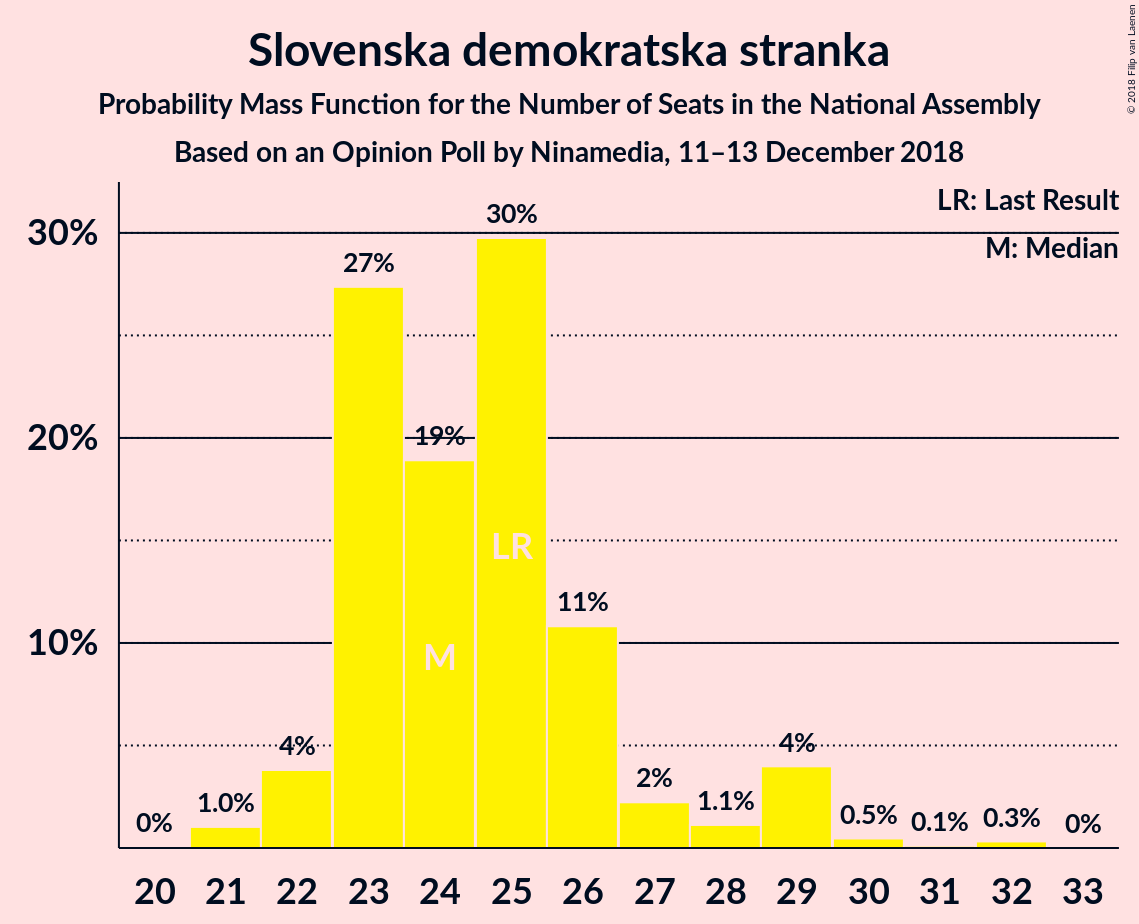 Slovenska demokratska stranka
Probability Mass Function for the Number of Seats in the National Assembly
Based on an Opinion Poll by Ninamedia, 11–13 December 2018
© 2018 Filip van Laenen
LR: Last Result
M: Median
30%
20%
10%
0%
1.0%
4%
27%
19%
30%
11%
2%
1.1%
4%
0.5%
0.1%
0.3%
0%
M
LR
20 21 22 23 24 25 26 27 28 29 30 31 32 33